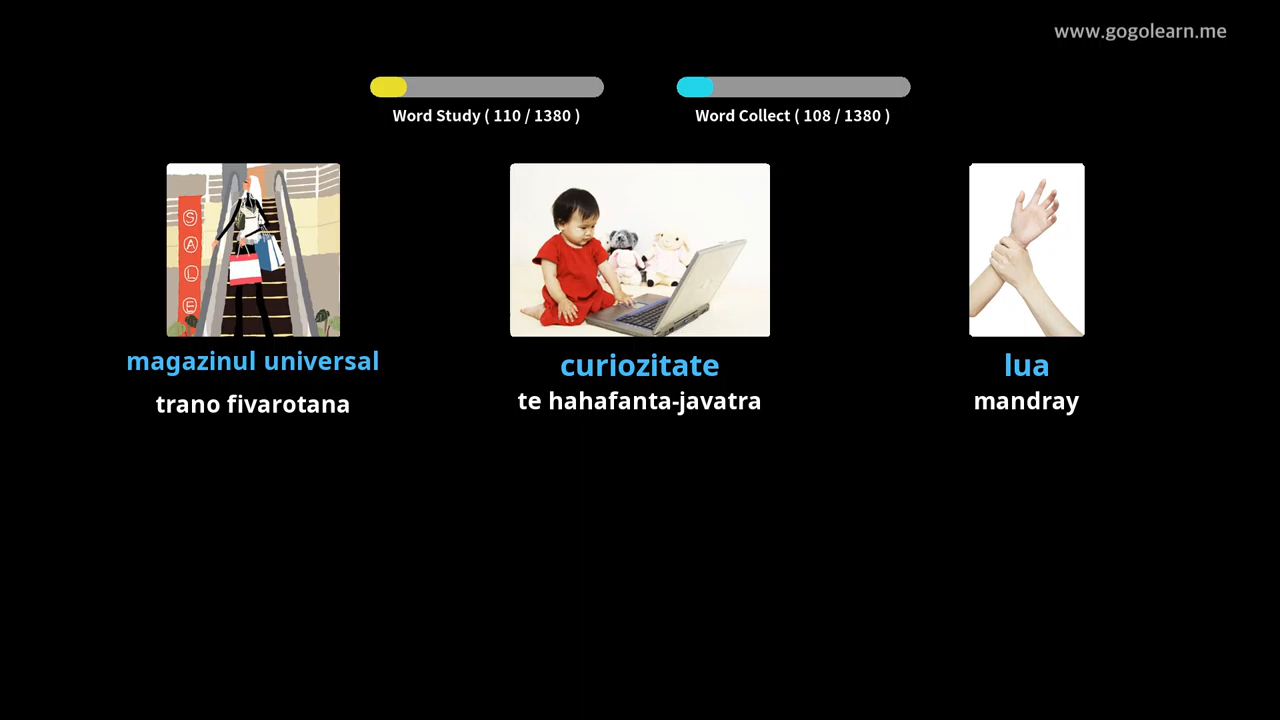 www.gogolearn.me
Word Study ( 110 / 1380 )
Word Collect ( 108 / 1380 )
S
A
L
E
magazinul universal
curiozitate
lua
trano fivarotana
te hahafanta-javatra
mandray